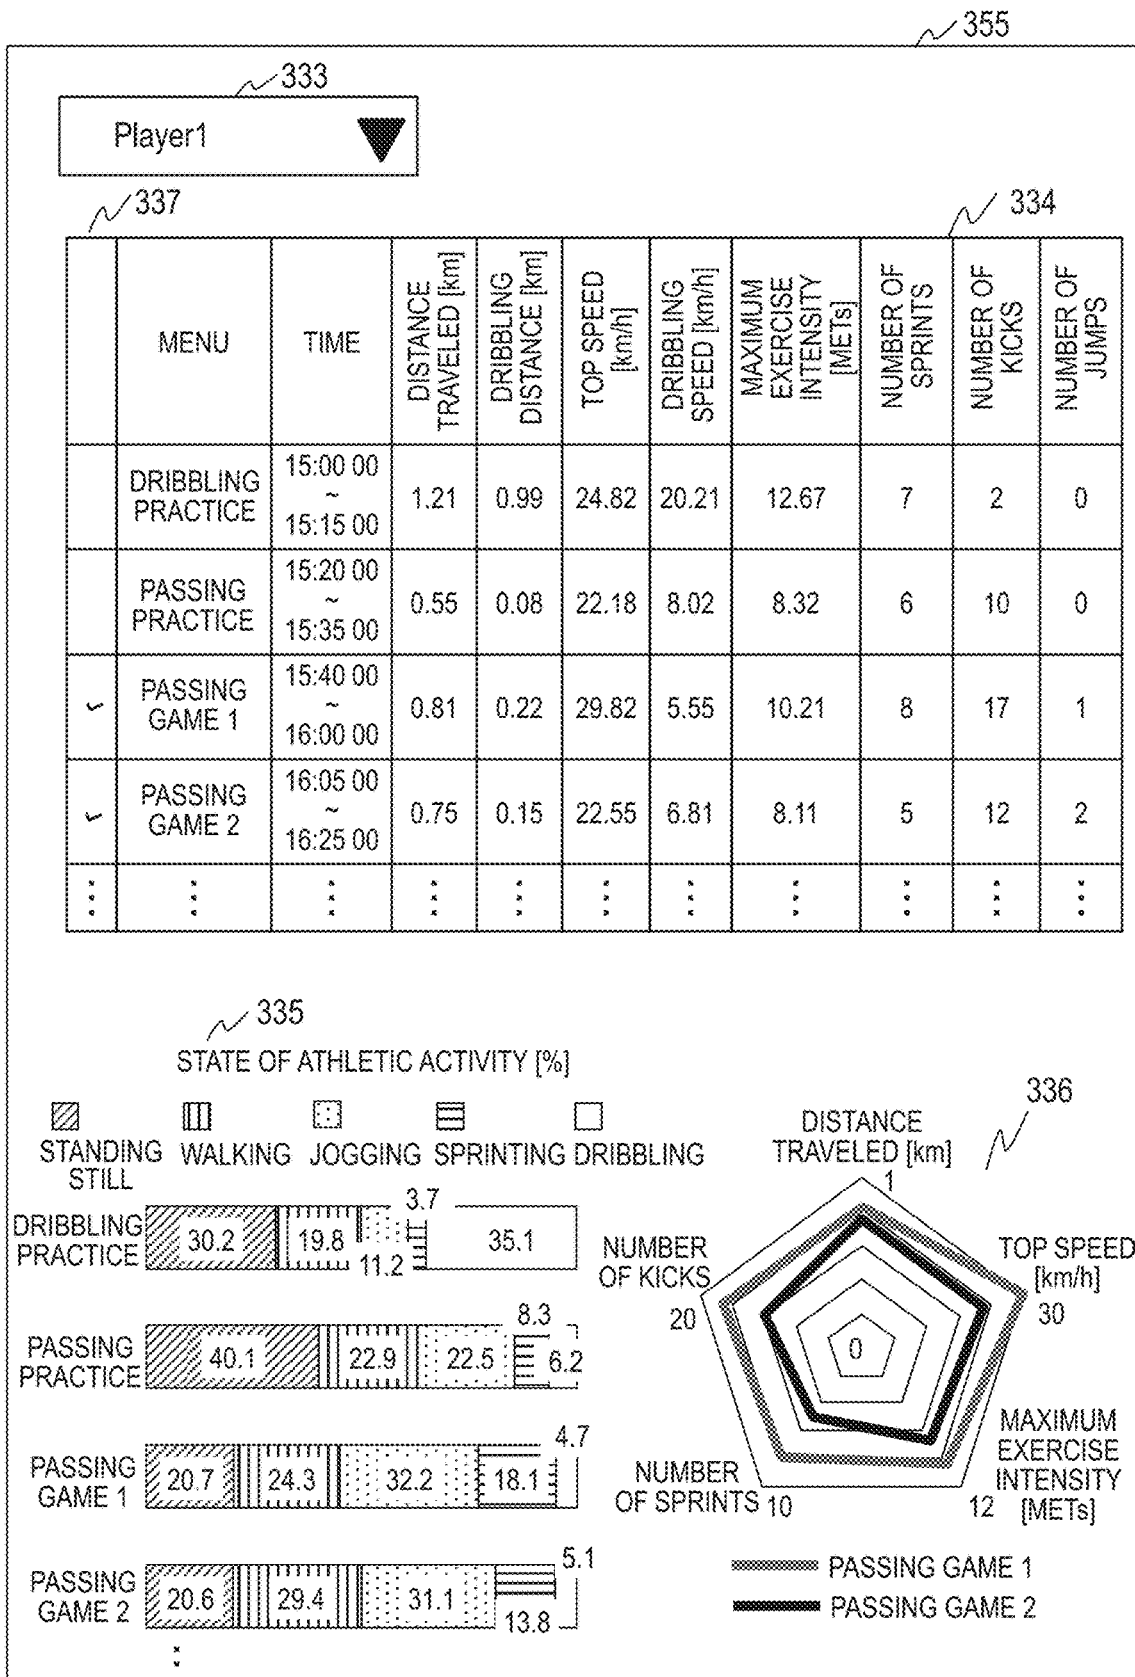 355
333
Player1
337
334
MENU
TIME
DISTANCE
TRAVELED [km]
DRIBBLING
DISTANCE [km]
TOP SPEED
[km/h]
DRIBBLING
SPEED [km/h]
MAXIMUM
EXERCISE
INTENSITY
[METs]
NUMBER OF
SPRINTS
NUMBER OF
KICKS
NUMBER OF
JUMPS
DRIBBLING
PRACTICE
15:00 00
~
15:15 00
1.21 0.99 24.82 20.21 12.67 7 2 0
PASSING
PRACTICE
15:20 00
~
15:35 00
0.55 0.08 22.18 8.02 8.32 6 10 0
✓
PASSING
GAME 1
15:40 00
~
16:00 00
0.81 0.22 29.82 5.55 10.21 8 17 1
✓
PASSING
GAME 2
16:05 00
~
16:25 00
0.75 0.15 22.55 6.81 8.11 5 12 2
335
STATE OF ATHLETIC ACTIVITY [%]
STANDING
STILL
WALKING
JOGGING
SPRINTING
DRIBBLING
DRIBBLING
PRACTICE
30.2 19.8 11.2 3.7 35.1
PASSING
PRACTICE
40.1 22.9 22.5 8.3 6.2
PASSING
GAME 1
20.7 24.3 32.2 18.1 4.7
PASSING
GAME 2
20.6 29.4 31.1 13.8 5.1
336
DISTANCE
TRAVELED [km]
1
TOP SPEED
[km/h]
30
MAXIMUM
EXERCISE
INTENSITY
[METs]
12
NUMBER
OF SPRINTS
10
NUMBER
OF KICKS
20
0
PASSING GAME 1
PASSING GAME 2